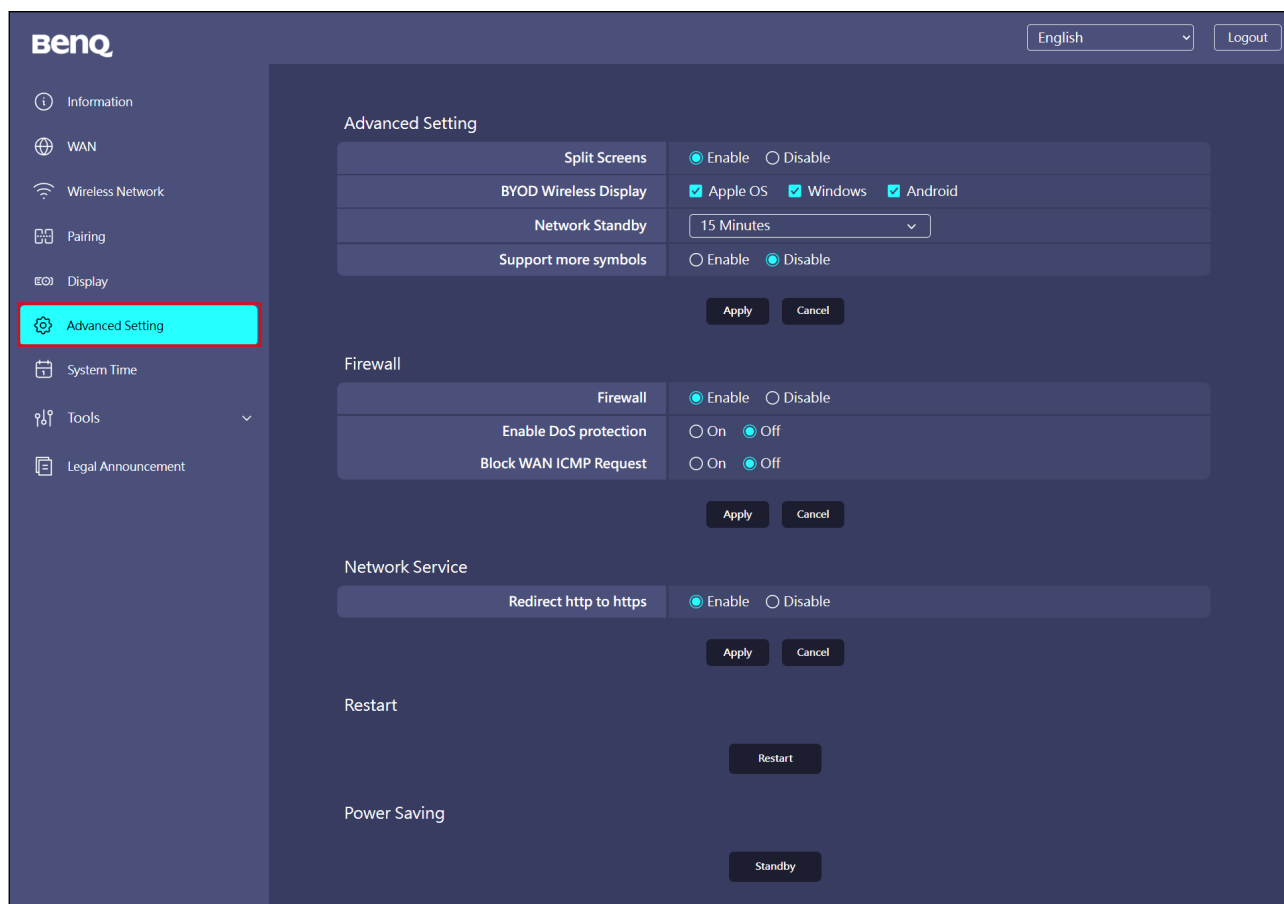 BenQ
English
Logout
Information
WAN
Wireless Network
Pairing
Display
Advanced Setting
System Time
Tools
Legal Announcement
Advanced Setting
Split Screens Enable Disable
BYOD Wireless Display Apple OS Windows Android
Network Standby 15 Minutes
Support more symbols Enable Disable
Apply Cancel
Firewall
Firewall Enable Disable
Enable DoS protection On Off
Block WAN ICMP Request On Off
Apply Cancel
Network Service
Redirect http to https Enable Disable
Apply Cancel
Restart
Restart
Power Saving
Standby